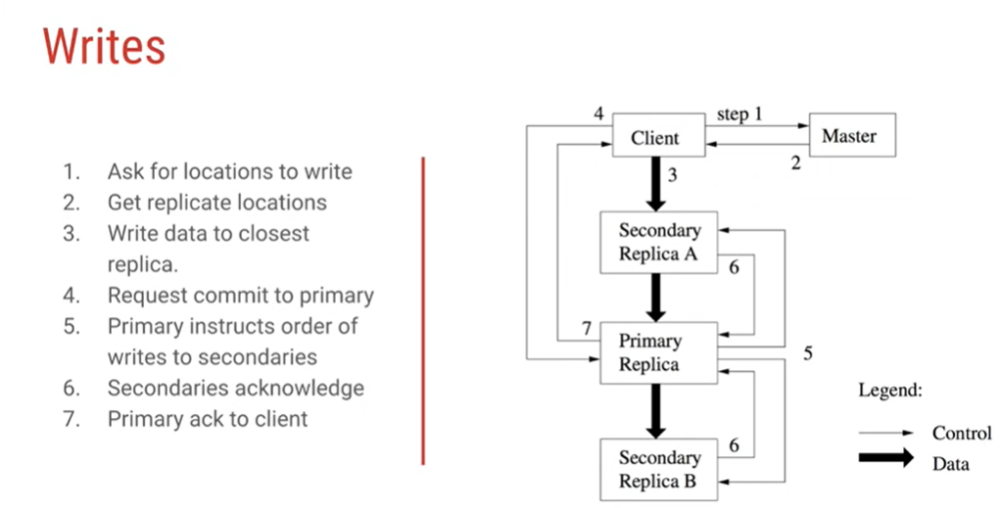 Writes
1. Ask for locations to write
2. Get replicate locations
3. Write data to closest
replica.
4. Request commit to primary
5. Primary instructs order of
writes to secondaries
6. Secondaries acknowledge
7. Primary ack to client
4
step 1
Client
Master
2
3
Secondary
Replica A
6
7
Primary
Replica
5
6
Secondary
Replica B
Legend:
Control
Data